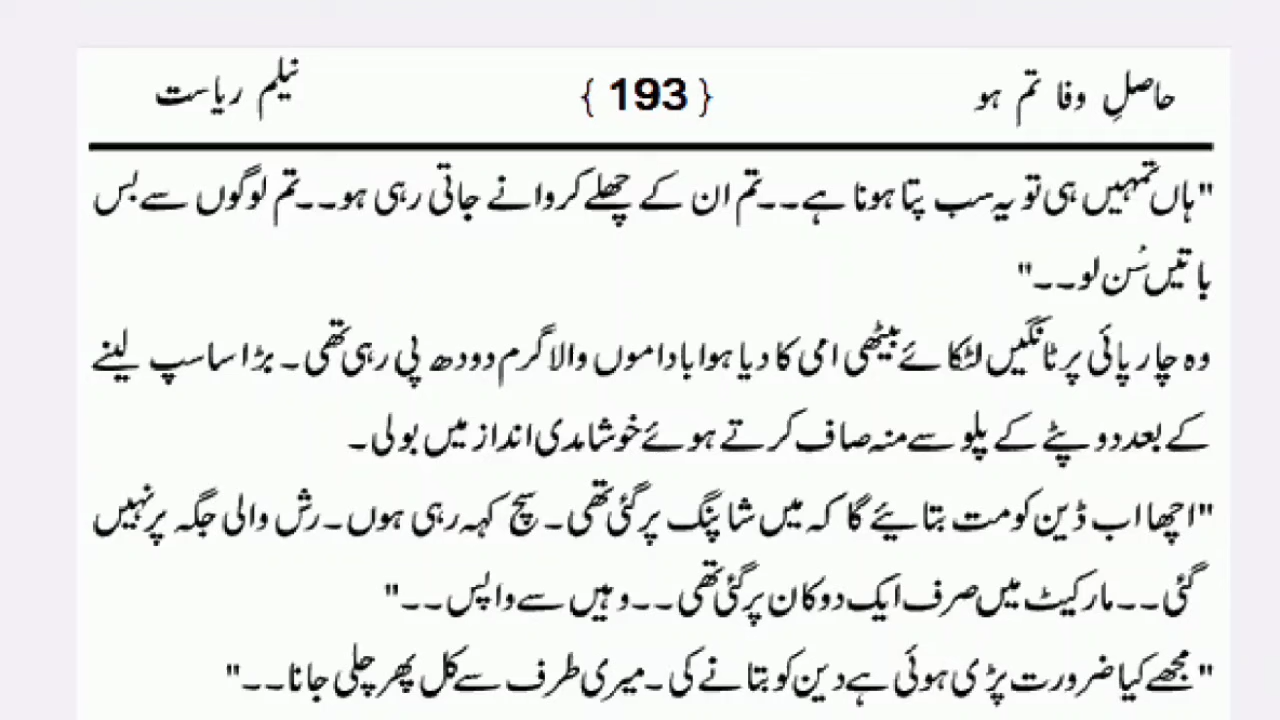 حاصلِ وفا تم ہو { 193 } نیلم ریاست
"ہاں تمہیں ہی تو یہ سب پتا ہونا ہے۔۔تم ان کے چھلے کروانے جاتی رہی ہو۔۔تم لوگوں سے بس
باتیں سُن لو۔۔"
وہ چارپائی پر ٹانگیں لٹکائے بیٹھی امی کا دیا ہوا باداموں والا گرم دودھ پی رہی تھی۔ بڑا سا سپ لینے
کے بعد دوپٹے کے پلو سے منہ صاف کرتے ہوئے خوشامدی انداز میں بولی۔
"اچھا اب ڈین کو مت بتایئے گا کہ میں شاپنگ پر گئی تھی۔ سچ کہہ رہی ہوں۔ رش والی جگہ پر نہیں
گئی۔۔مارکیٹ میں صرف ایک دوکان پر گئی تھی۔۔وہیں سے واپس۔۔"
"مجھے کیا ضرورت پڑی ہوئی ہے دین کو بتانے کی۔ میری طرف سے کل پھر چلی جانا۔۔"